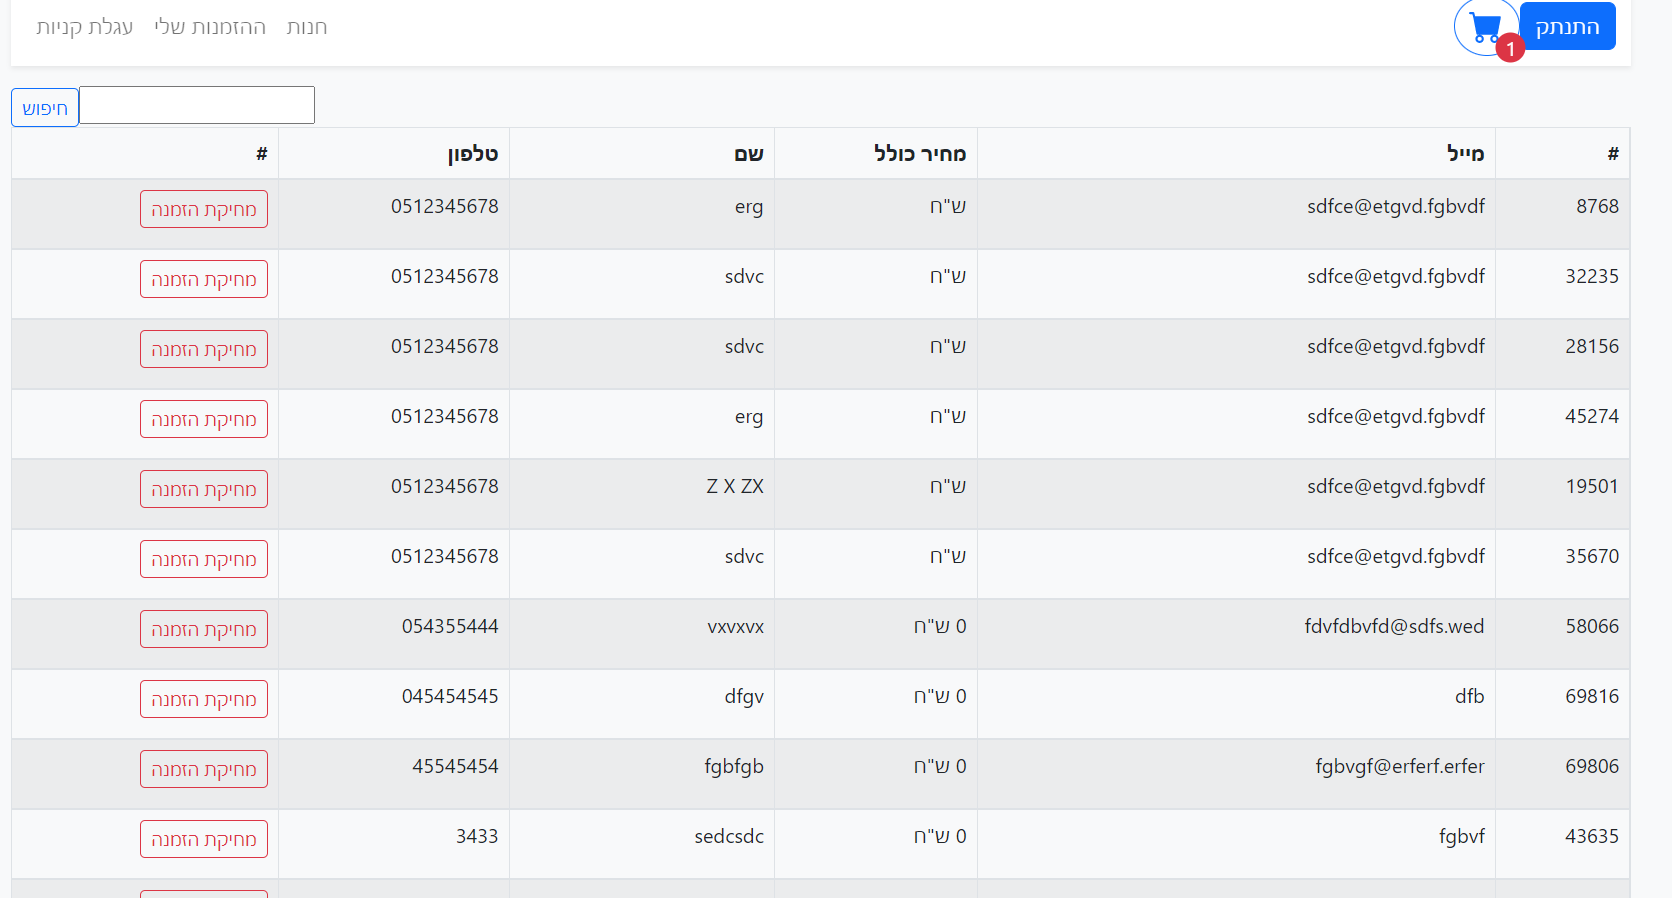 התנתק 1 חנות ההזמנות שלי עגלת קניות
חיפוש
# מייל מחיר כולל שם טלפון #
8768 sdfce@etgvd.fgbvdf ש"ח erg 0512345678 מחיקת הזמנה
32235 sdfce@etgvd.fgbvdf ש"ח sdvc 0512345678 מחיקת הזמנה
28156 sdfce@etgvd.fgbvdf ש"ח sdvc 0512345678 מחיקת הזמנה
45274 sdfce@etgvd.fgbvdf ש"ח erg 0512345678 מחיקת הזמנה
19501 sdfce@etgvd.fgbvdf ש"ח Z X ZX 0512345678 מחיקת הזמנה
35670 sdfce@etgvd.fgbvdf ש"ח sdvc 0512345678 מחיקת הזמנה
58066 fdvfdbvfd@sdfs.wed 0 ש"ח vxvxvx 054355444 מחיקת הזמנה
69816 dfb 0 ש"ח dfgv 045454545 מחיקת הזמנה
69806 fgbvgf@erferf.erfer 0 ש"ח fgbfgb 45545454 מחיקת הזמנה
43635 fgbvf 0 ש"ח sedcsdc 3433 מחיקת הזמנה